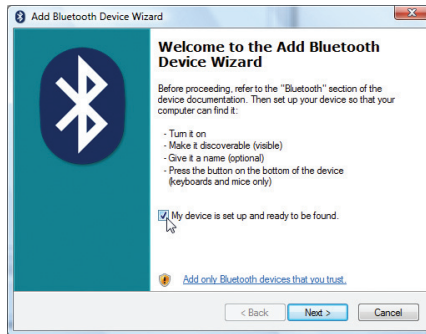 Add Bluetooth Device Wizard
Welcome to the Add Bluetooth
Device Wizard
Before proceeding, refer to the "Bluetooth" section of the
device documentation. Then set up your device so that your
computer can find it:
- Turn it on
- Make it discoverable (visible)
- Give it a name (optional)
- Press the button on the bottom of the device
(keyboards and mice only)
My device is set up and ready to be found.
Add only Bluetooth devices that you trust.
< Back Next > Cancel